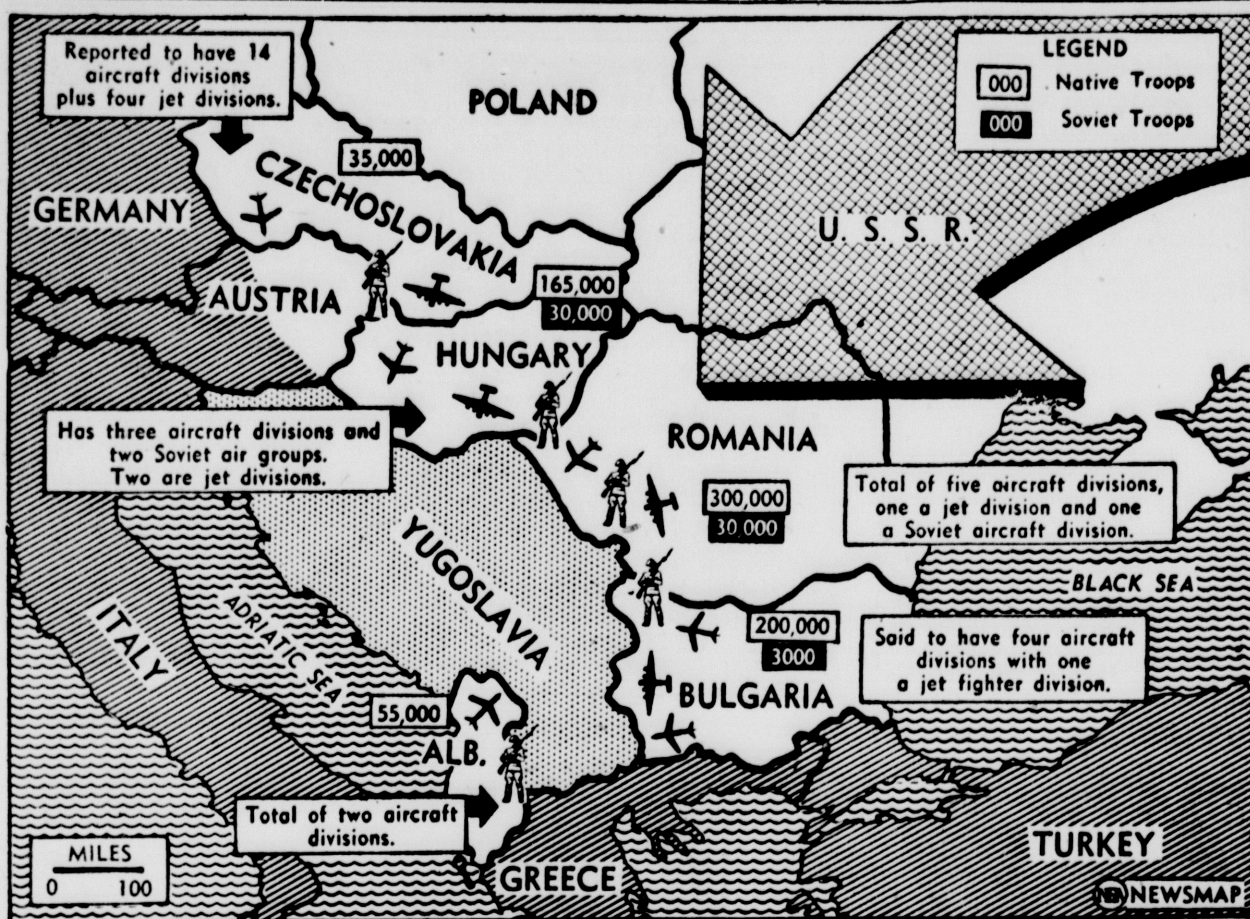 Reported to have 14
aircraft divisions
plus four jet divisions.
POLAND
LEGEND
000 Native Troops
000 Soviet Troops
35,000
CZECHOSLOVAKIA
GERMANY
U. S. S. R.
AUSTRIA
165,000
30,000
HUNGARY
Has three aircraft divisions and
two Soviet air groups.
Two are jet divisions.
ROMANIA
300,000
30,000
Total of five aircraft divisions,
one a jet division and one
a Soviet aircraft division.
YUGOSLAVIA
BLACK SEA
ITALY
ADRIATIC SEA
200,000
3000
Said to have four aircraft
divisions with one
a jet fighter division.
BULGARIA
55,000
ALB.
Total of two aircraft
divisions.
MILES
0 100
GREECE
TURKEY
NEA NEWSMAP